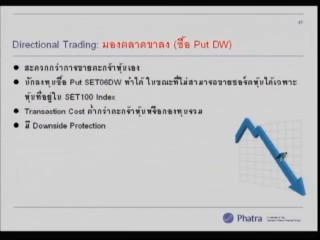 Directional Trading: มองตลาดขาลง (ซื้อ Put DW)
สะดวกกว่าการขายตะกร้าหุ้นเอง
นักลงทุนซื้อ Put SET06DW ทำได้ ในขณะที่ไม่สามารถขายชอร์ตหุ้นได้เฉพาะ
หุ้นที่อยู่ใน SET100 Index
Transaction Cost ต่ำกว่าตะกร้าหุ้นหรือกองทุนรวม
มี Downside Protection
Phatra